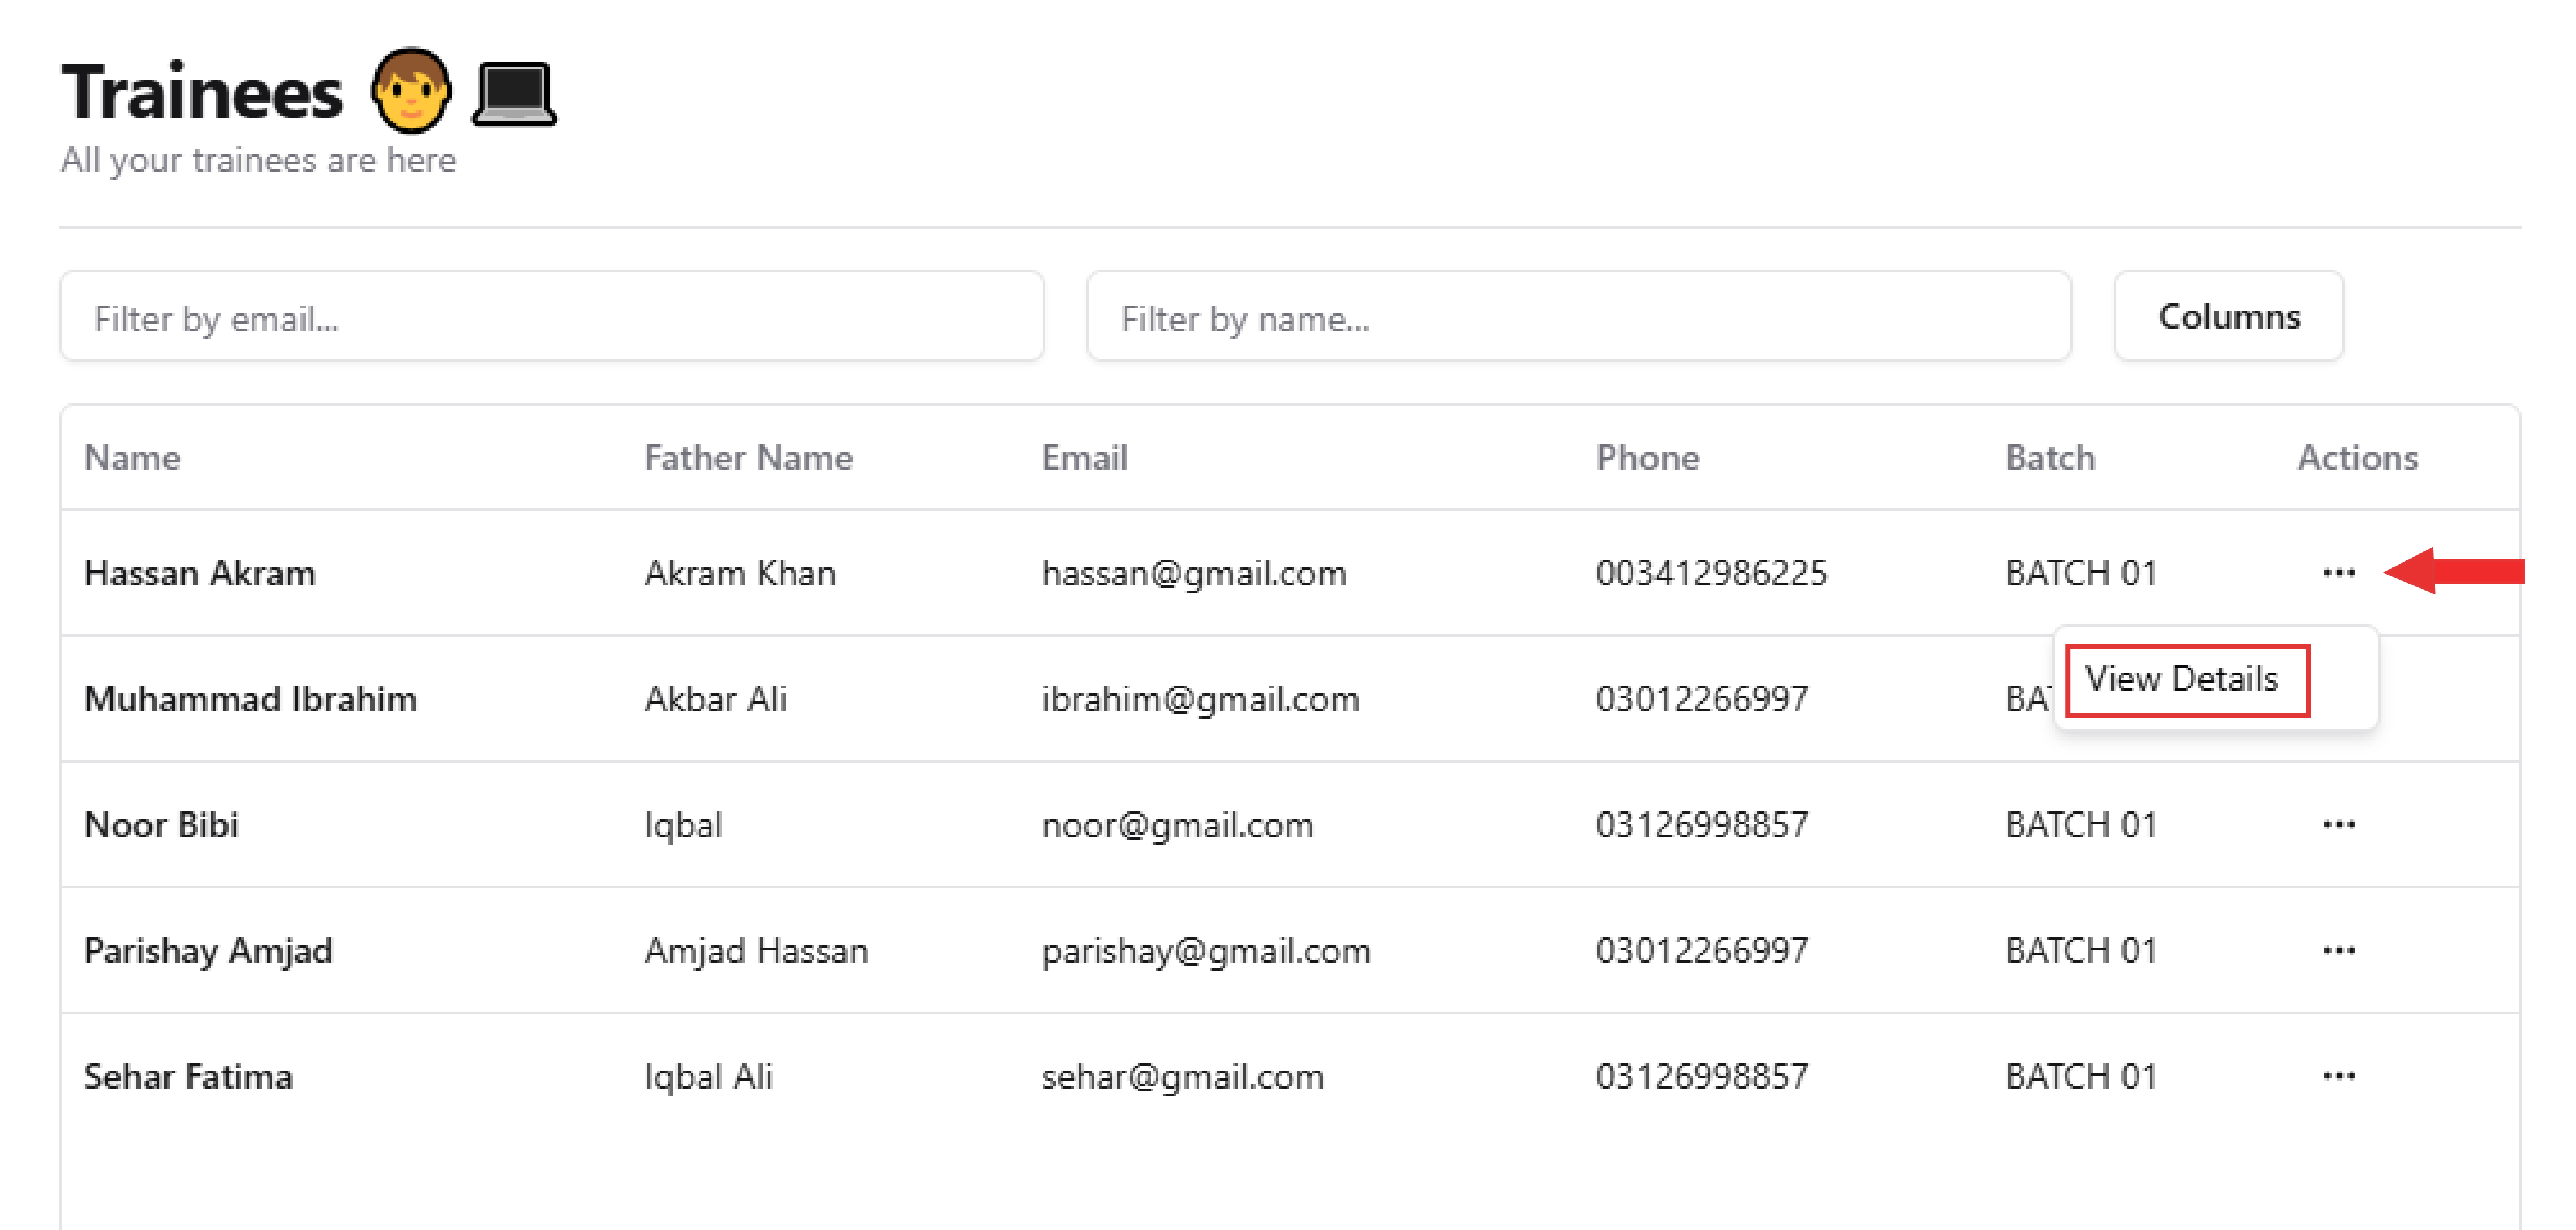 Trainees
All your trainees are here
Filter by email... Filter by name... Columns
Name Father Name Email Phone Batch Actions
Hassan Akram Akram Khan hassan@gmail.com 003412986225 BATCH 01 ...
View Details
Muhammad Ibrahim Akbar Ali ibrahim@gmail.com 03012266997
Noor Bibi Iqbal noor@gmail.com 03126998857 BATCH 01 ...
Parishay Amjad Amjad Hassan parishay@gmail.com 03012266997 BATCH 01 ...
Sehar Fatima Iqbal Ali sehar@gmail.com 03126998857 BATCH 01 ...